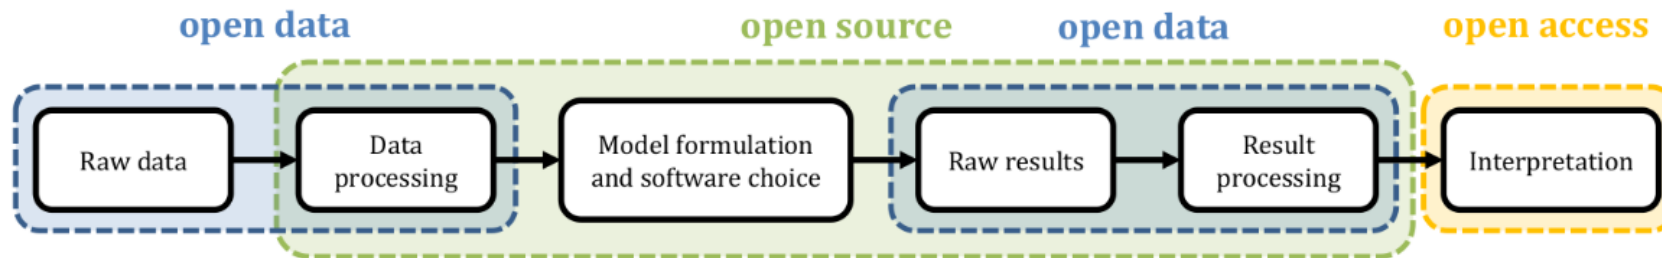 open data
open source
open data
open access
Raw data
Data
processing
Model formulation
and software choice
Raw results
Result
processing
Interpretation